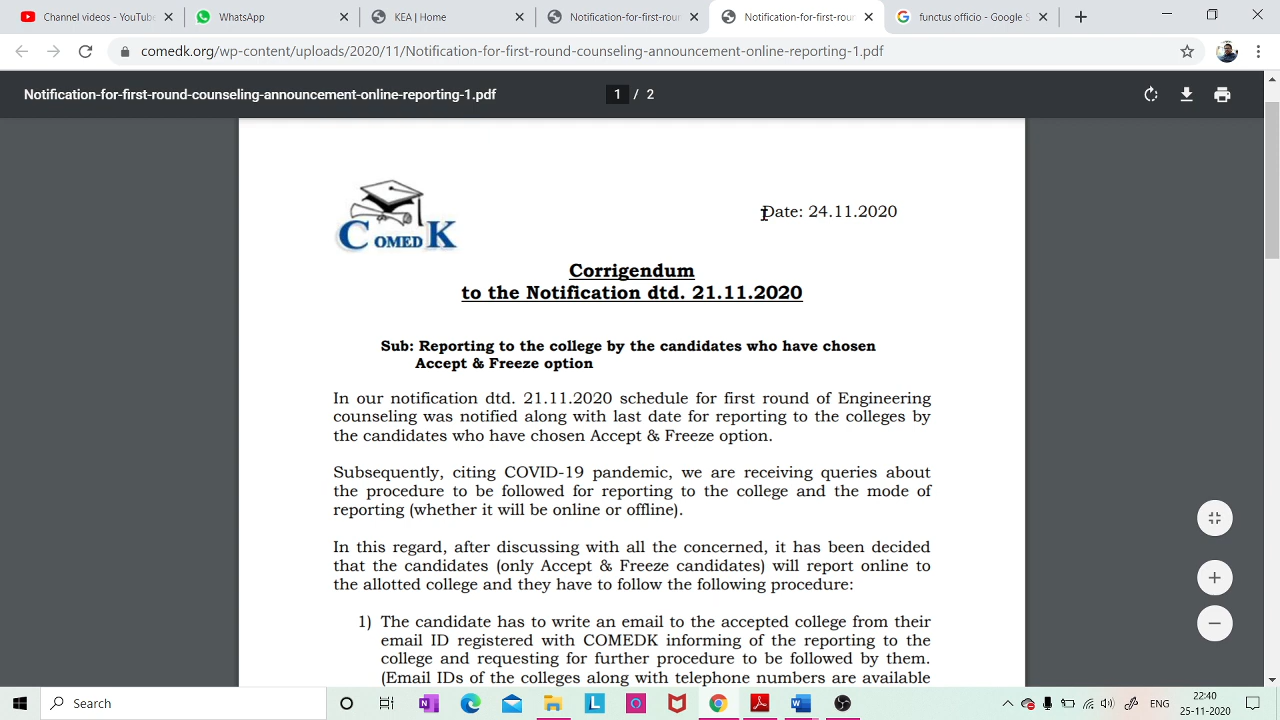 Channel videos - YouTube
WhatsApp
KEA | Home
Notification-for-first-rou
Notification-for-first-rou
functus officio - Google S
comedk.org/wp-content/uploads/2020/11/Notification-for-first-round-counseling-announcement-online-reporting-1.pdf
Notification-for-first-round-counseling-announcement-online-reporting-1.pdf
1 / 2
COMEDK
Date: 24.11.2020
Corrigendum
to the Notification dtd. 21.11.2020
Sub: Reporting to the college by the candidates who have chosen
Accept & Freeze option
In our notification dtd. 21.11.2020 schedule for first round of Engineering
counseling was notified along with last date for reporting to the colleges by
the candidates who have chosen Accept & Freeze option.
Subsequently, citing COVID-19 pandemic, we are receiving queries about
the procedure to be followed for reporting to the college and the mode of
reporting (whether it will be online or offline).
In this regard, after discussing with all the concerned, it has been decided
that the candidates (only Accept & Freeze candidates) will report online to
the allotted college and they have to follow the following procedure:
1) The candidate has to write an email to the accepted college from their
email ID registered with COMEDK informing of the reporting to the
college and requesting for further procedure to be followed by them.
(Email IDs of the colleges along with telephone numbers are available
Search
ENG
22:40
25-11-2020